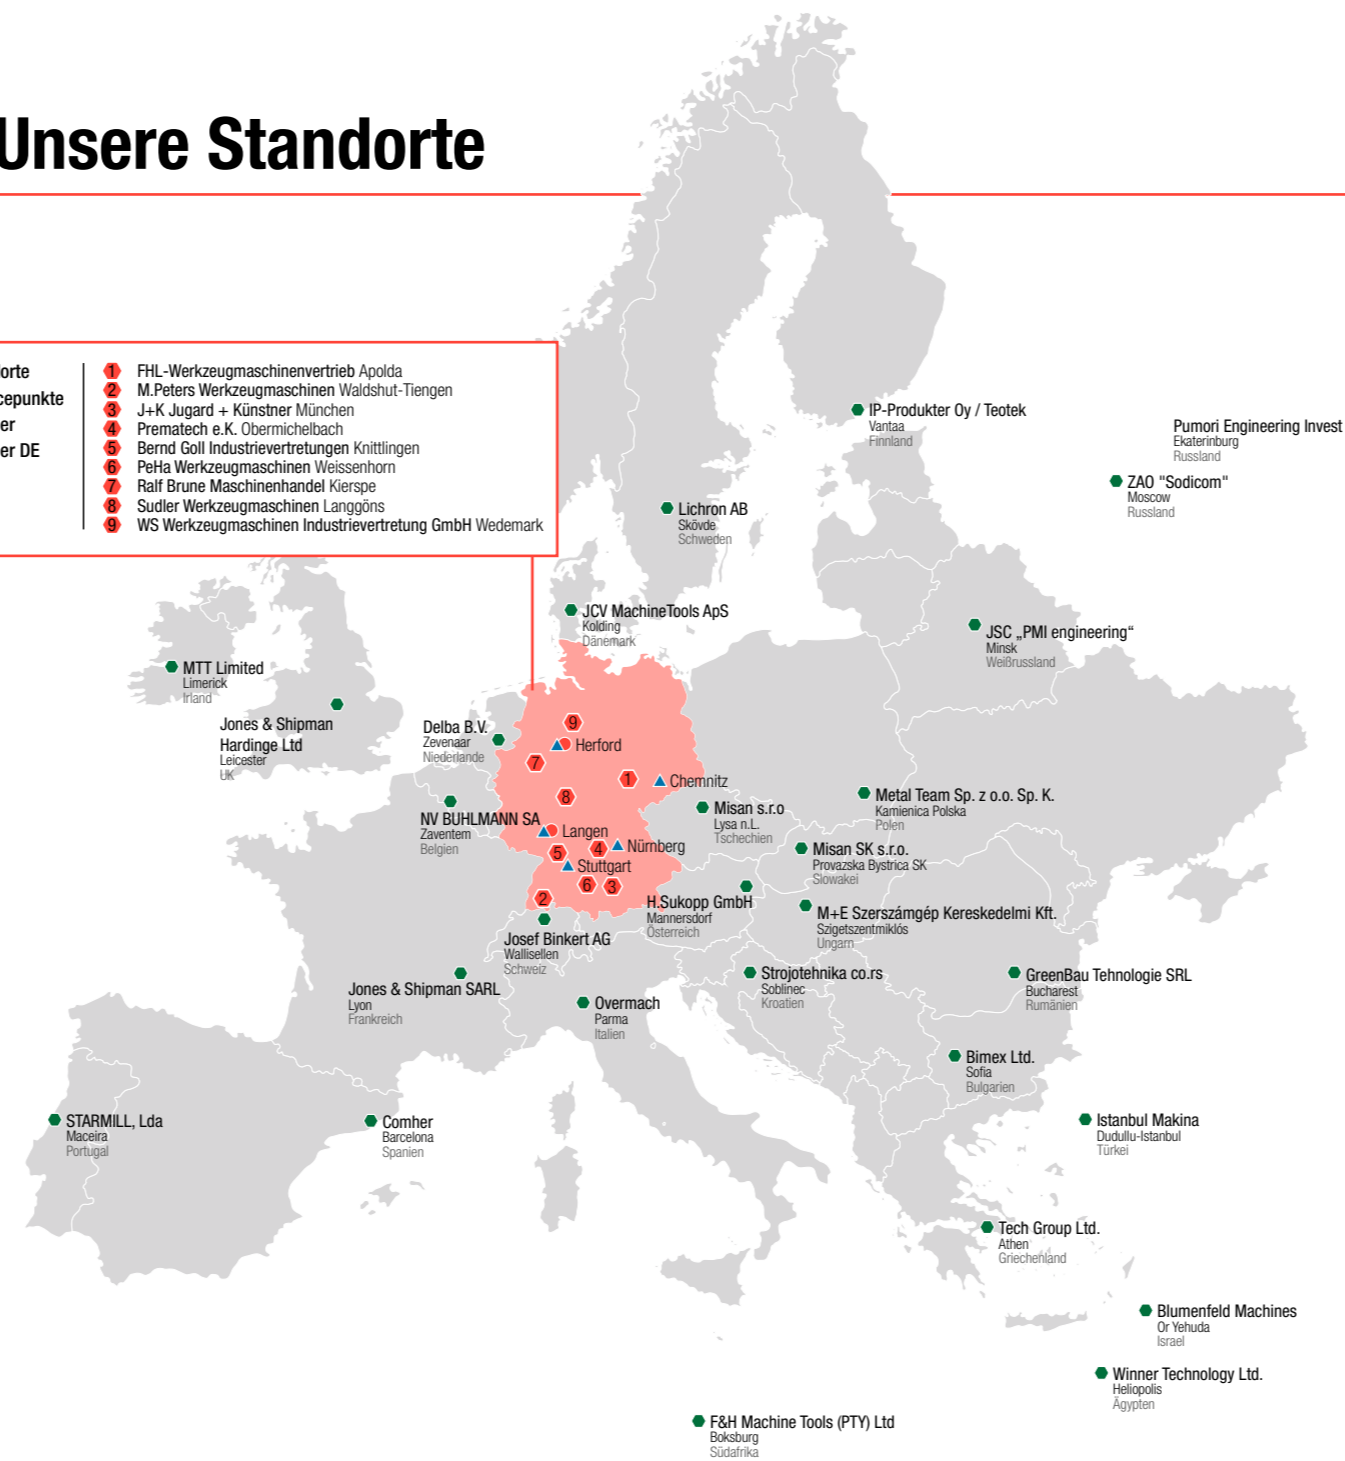 Unsere Standorte
orte
cepunkte
er
er DE
1 FHL-Werkzeugmaschinenvertrieb Apolda
2 M.Peters Werkzeugmaschinen Waldshut-Tiengen
3 J+K Jugard + Künstner München
4 Prematech e.K. Obermichelbach
5 Bernd Goll Industrievertretungen Knittlingen
6 PeHa Werkzeugmaschinen Weissenhorn
7 Ralf Brune Maschinenhandel Kierspe
8 Sudler Werkzeugmaschinen Langgöns
9 WS Werkzeugmaschinen Industrievertretung GmbH Wedemark
IP-Produkter Oy / Teotek
Vantaa
Finnland
Pumori Engineering Invest
Ekaterinburg
Russland
ZAO "Sodicom"
Moscow
Russland
Lichron AB
Skövde
Schweden
JCV MachineTools ApS
Kolding
Dänemark
JSC „PMI engineering“
Minsk
Weißrussland
MTT Limited
Limerick
Irland
Jones & Shipman
Hardinge Ltd
Leicester
UK
Delba B.V.
Zevenaar
Niederlande
9
Herford
7
1
Chemnitz
8
NV BUHLMANN SA
Zaventem
Belgien
Langen
5
4
Nürnberg
Stuttgart
6
3
2
Misan s.r.o
Lysa n.L.
Tschechien
Metal Team Sp. z o.o. Sp. K.
Kamienica Polska
Polen
Misan SK s.r.o.
Provazska Bystrica SK
Slowakei
H.Sukopp GmbH
Mannersdorf
Österreich
M+E Szerszámgép Kereskedelmi Kft.
Szigetszentmiklós
Ungarn
Josef Binkert AG
Wallisellen
Schweiz
Jones & Shipman SARL
Lyon
Frankreich
Strojotehnika co.rs
Soblinec
Kroatien
GreenBau Tehnologie SRL
Bucharest
Rumänien
Overmach
Parma
Italien
Bimex Ltd.
Sofia
Bulgarien
STARMILL, Lda
Maceira
Portugal
Comher
Barcelona
Spanien
Istanbul Makina
Dudullu-Istanbul
Türkei
Tech Group Ltd.
Athen
Griechenland
Blumenfeld Machines
Or Yehuda
Israel
Winner Technology Ltd.
Heliopolis
Ägypten
F&H Machine Tools (PTY) Ltd
Boksburg
Südafrika